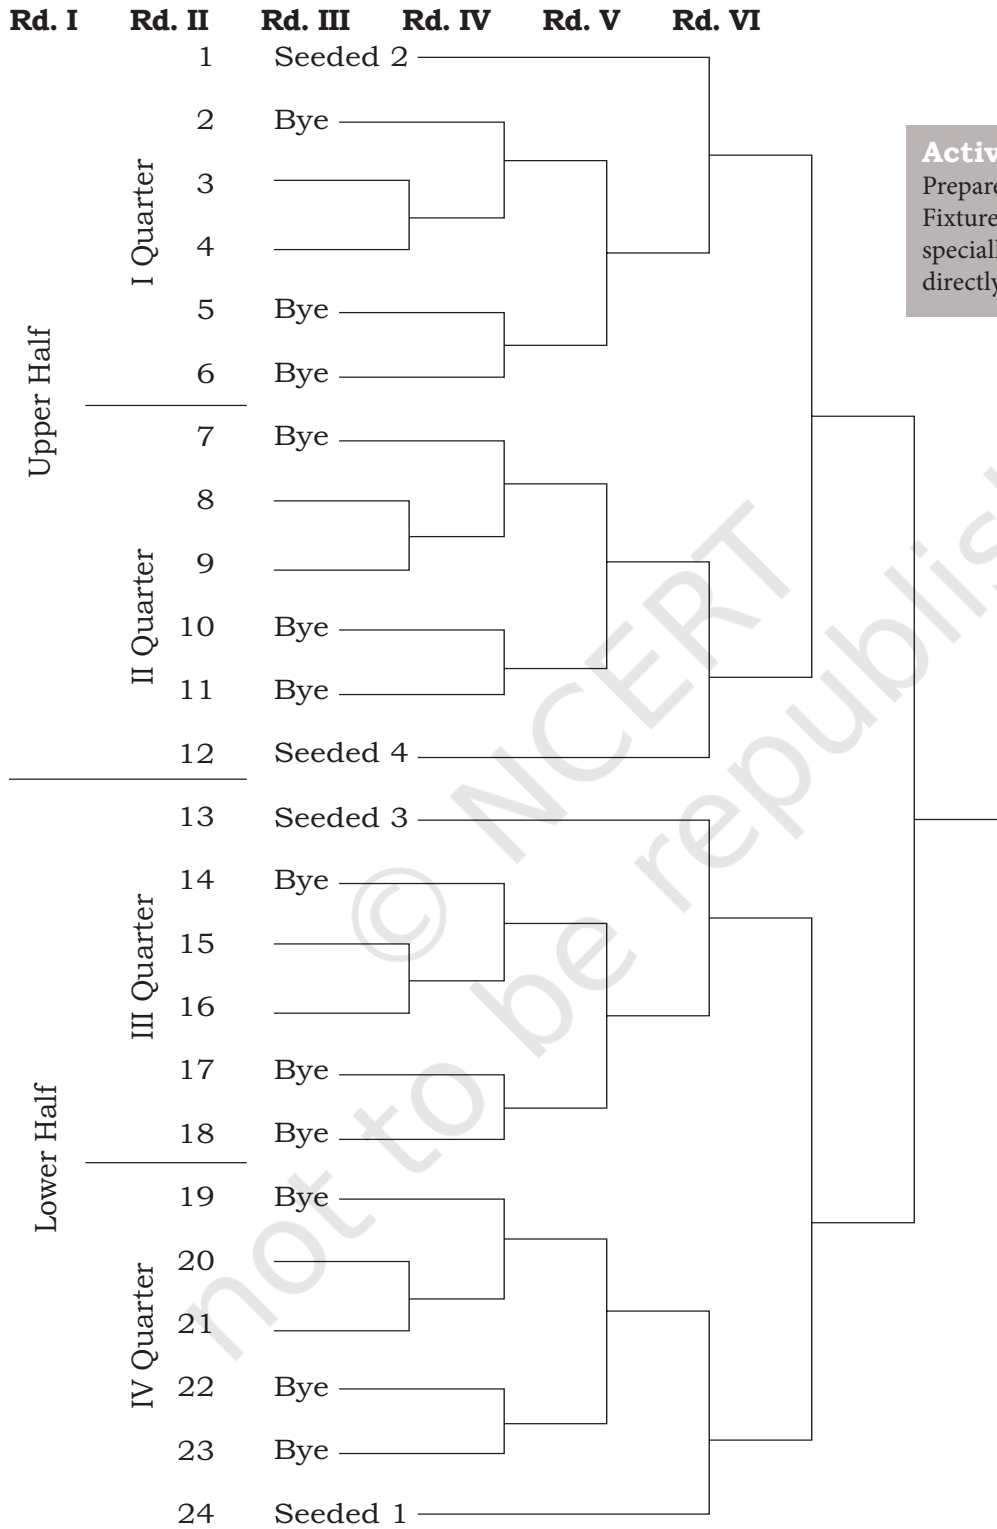 Rd. I Rd. II Rd. III Rd. IV Rd. V Rd. VI
Upper Half
I Quarter
1 Seeded 2
2 Bye
3
4
5 Bye
6 Bye
II Quarter
7 Bye
8
9
10 Bye
11 Bye
12 Seeded 4
Lower Half
III Quarter
13 Seeded 3
14 Bye
15
16
17 Bye
18 Bye
IV Quarter
19 Bye
20
21
22 Bye
23 Bye
24 Seeded 1
Prepare
Fixture
directly
© NCERT
not to be